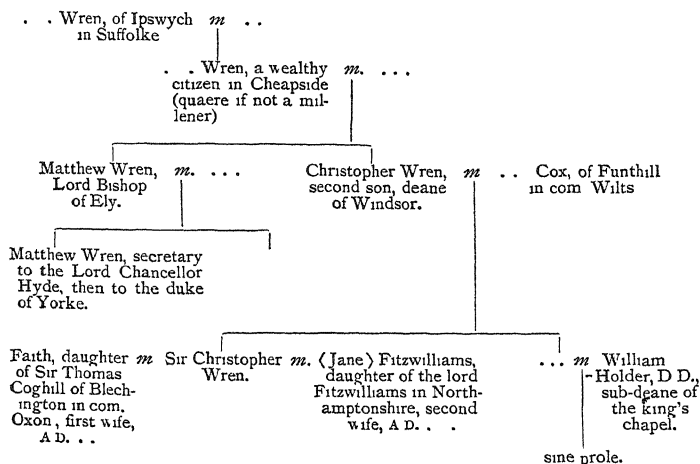 . . Wren, of Ipswych m . .
in Suffolke
. . Wren, a wealthy m. . . .
citizen in Cheapside
(quaere if not a mil-
lener)
Matthew Wren, m. . . .
Lord Bishop
of Ely.
Christopher Wren, m . . Cox, of Funthill
second son, deane in com Wilts
of Windsor.
Matthew Wren, secretary
to the Lord Chancellor
Hyde, then to the duke
of Yorke.
Faith, daughter m Sir Christopher m. ⟨Jane⟩ Fitzwilliams,
of Sir Thomas Wren. daughter of the lord
Coghill of Blech- Fitzwilliams in North-
ington in com. amptonshire, second
Oxon, first wife, wife, A D. . .
A D. . .
. . . m William
Holder, D D.,
sub-deane of
the king's
chapel.
sine prole.